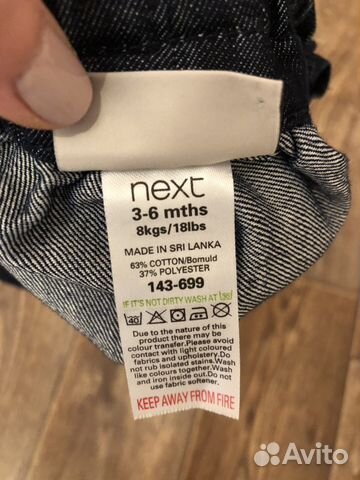 next
3-6 mths
8kgs/18lbs
MADE IN SRI LANKA
63% COTTON/Bomuld
37% POLYESTER
143-699
IF IT'S NOT DIRTY WASH AT 30°
40
Due to the nature of
this product there may be
colour transfer.Please avoid
contact with light coloured
fabrics and upholstery.Do
not rub isolated stains.Wash
like colours together.Wash
and iron inside out.Do not
use fabric softener.
KEEP AWAY FROM FIRE
Avito